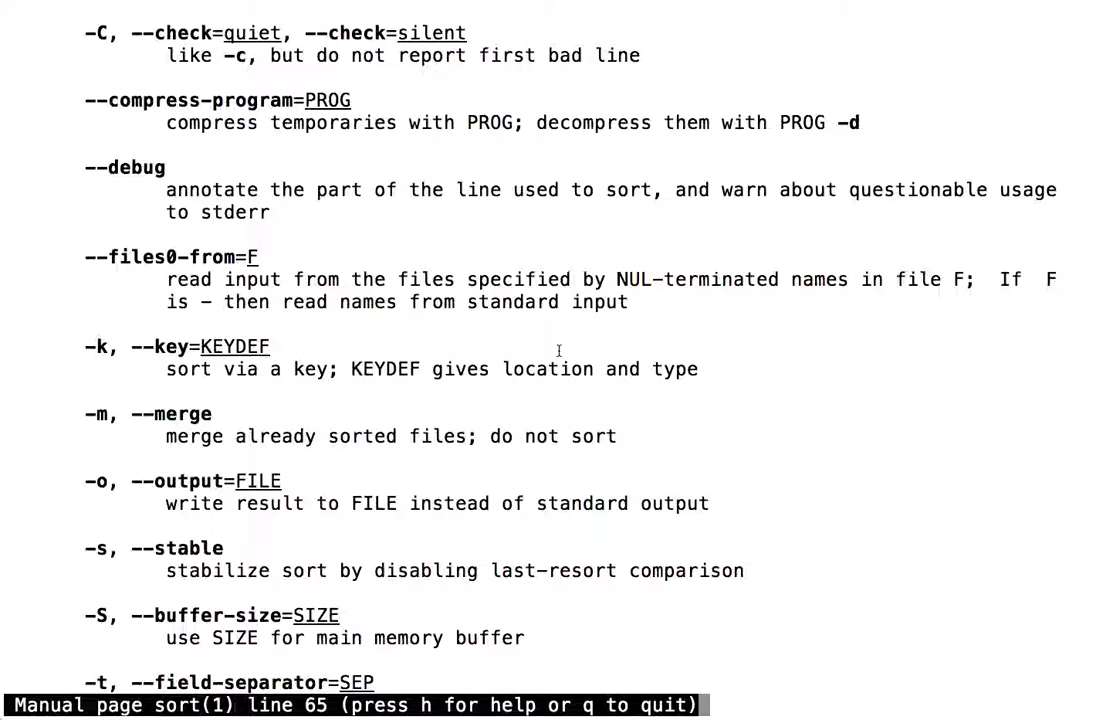 -C, --check=quiet, --check=silent
like -c, but do not report first bad line
--compress-program=PROG
compress temporaries with PROG; decompress them with PROG -d
--debug
annotate the part of the line used to sort, and warn about questionable usage
to stderr
--files0-from=F
read input from the files specified by NUL-terminated names in file F;  If  F
is - then read names from standard input
-k, --key=KEYDEF
sort via a key; KEYDEF gives location and type
-m, --merge
merge already sorted files; do not sort
-o, --output=FILE
write result to FILE instead of standard output
-s, --stable
stabilize sort by disabling last-resort comparison
-S, --buffer-size=SIZE
use SIZE for main memory buffer
-t, --field-separator=SEP
Manual page sort(1) line 65 (press h for help or q to quit)